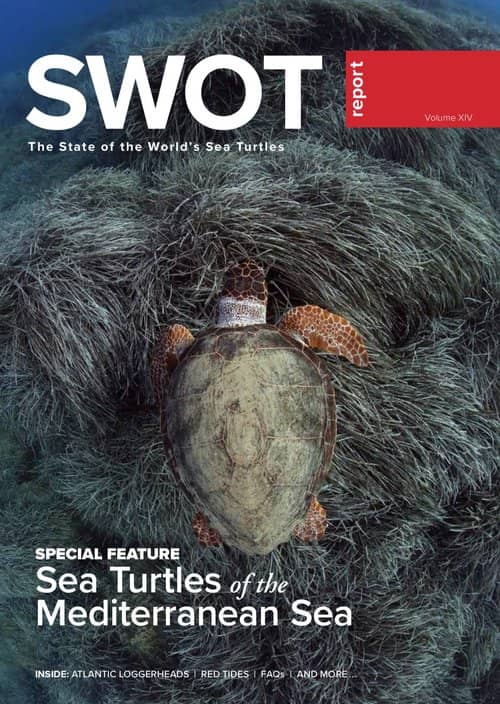 SWOT
report
Volume XIV
The State of the World's Sea Turtles
SPECIAL FEATURE
Sea Turtles of the
Mediterranean Sea
INSIDE: ATLANTIC LOGGERHEADS | RED TIDES | FAQs | AND MORE ...